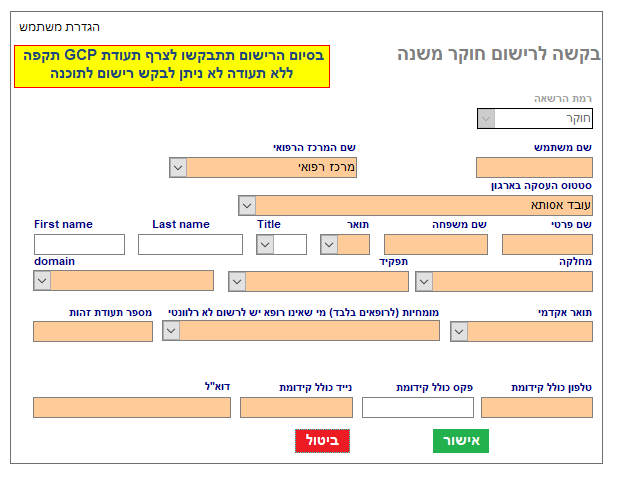 הגדרת משתמש
בקשה לרישום חוקר משנה
בסיום הרישום תתבקשו לצרף תעודת GCP תקפה
ללא תעודה לא ניתן לבקש רישום לתוכנה
רמת הרשאה
חוקר
שם משתמש
שם המרכז הרפואי
מרכז רפואי
סטטוס העסקה בארגון
עובד אסותא
שם פרטי
שם משפחה
תואר
Title
Last name
First name
מחלקה
תפקיד
domain
תואר אקדמי
מומחיות (לרופאים בלבד) מי שאינו רופא יש לרשום לא רלוונטי
מספר תעודת זהות
טלפון כולל קידומת
פקס כולל קידומת
נייד כולל קידומת
דוא"ל
אישור
ביטול